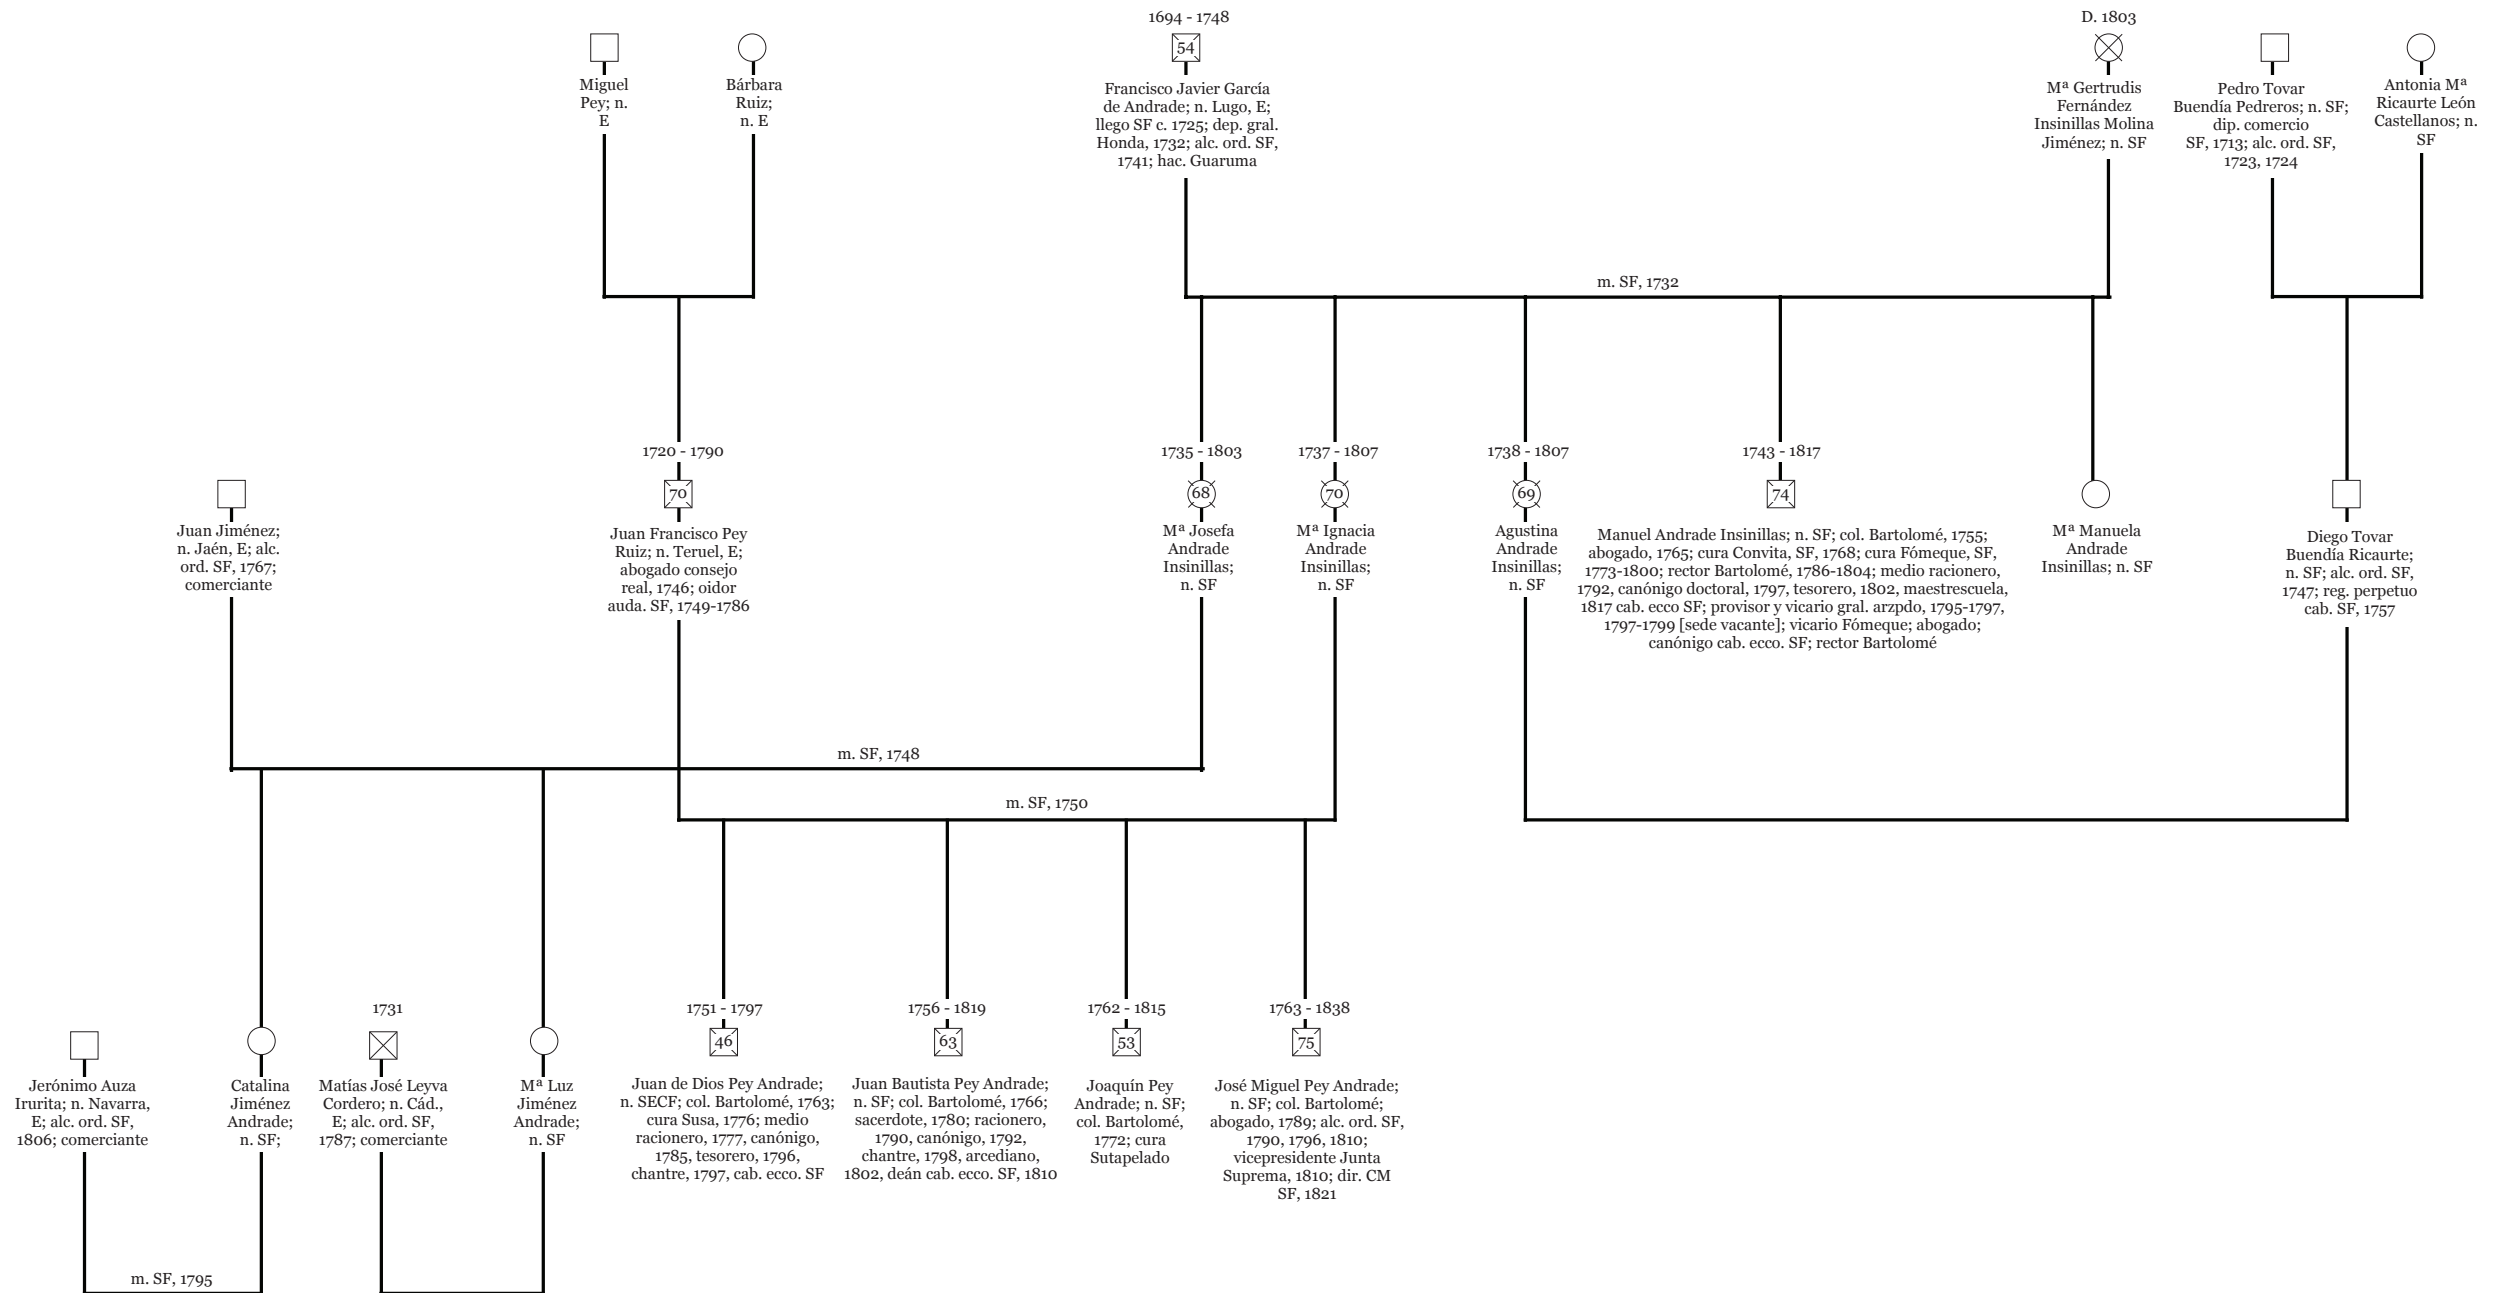 1694 - 1748
D. 1803
54
Miguel
Pey; n.
E
Bárbara
Ruiz;
n. E
Francisco Javier García
de Andrade; n. Lugo, E;
llego SF c. 1725; dep. gral.
Honda, 1732; alc. ord. SF,
1741; hac. Guaruma
Mª Gertrudis
Fernández
Insinillas Molina
Jiménez; n. SF
Pedro Tovar
Buendía Pedreros; n. SF;
dip. comercio
SF, 1713; alc. ord. SF,
1723, 1724
Antonia Mª
Ricaurte León
Castellanos; n.
SF
m. SF, 1732
1720 - 1790
1735 - 1803
1737 - 1807
1738 - 1807
1743 - 1817
70
68
70
69
74
Juan Jiménez;
n. Jaén, E; alc.
ord. SF, 1767;
comerciante
Juan Francisco Pey
Ruiz; n. Teruel, E;
abogado consejo
real, 1746; oidor
auda. SF, 1749-1786
Mª Josefa
Andrade
Insinillas;
n. SF
Mª Ignacia
Andrade
Insinillas;
n. SF
Agustina
Andrade
Insinillas;
n. SF
Manuel Andrade Insinillas; n. SF; col. Bartolomé, 1755;
abogado, 1765; cura Convita, SF, 1768; cura Fómeque, SF,
1773-1800; rector Bartolomé, 1786-1804; medio racionero,
1792, canónigo doctoral, 1797, tesorero, 1802, maestrescuela,
1817 cab. ecco SF; provisor y vicario gral. arzpdo, 1795-1797,
1797-1799 [sede vacante]; vicario Fómeque; abogado;
canónigo cab. ecco. SF; rector Bartolomé
Mª Manuela
Andrade
Insinillas; n. SF
Diego Tovar
Buendía Ricaurte;
n. SF; alc. ord. SF,
1747; reg. perpetuo
cab. SF, 1757
m. SF, 1748
m. SF, 1750
1731
1751 - 1797
1756 - 1819
1762 - 1815
1763 - 1838
46
63
53
75
Jerónimo Auza
Irurita; n. Navarra,
E; alc. ord. SF,
1806; comerciante
Catalina
Jiménez
Andrade;
n. SF;
Matías José Leyva
Cordero; n. Cád.,
E; alc. ord. SF,
1787; comerciante
Mª Luz
Jiménez
Andrade;
n. SF
Juan de Dios Pey Andrade;
n. SECF; col. Bartolomé, 1763;
cura Susa, 1776; medio
racionero, 1777, canónigo,
1785, tesorero, 1796,
chantre, 1797, cab. ecco. SF
Juan Bautista Pey Andrade;
n. SF; col. Bartolomé, 1766;
sacerdote, 1780; racionero,
1790, canónigo, 1792,
chantre, 1798, arcediano,
1802, deán cab. ecco. SF, 1810
Joaquín Pey
Andrade; n. SF;
col. Bartolomé,
1772; cura
Sutapelado
José Miguel Pey Andrade;
n. SF; col. Bartolomé;
abogado, 1789; alc. ord. SF,
1790, 1796, 1810;
vicepresidente Junta
Suprema, 1810; dir. CM
SF, 1821
m. SF, 1795